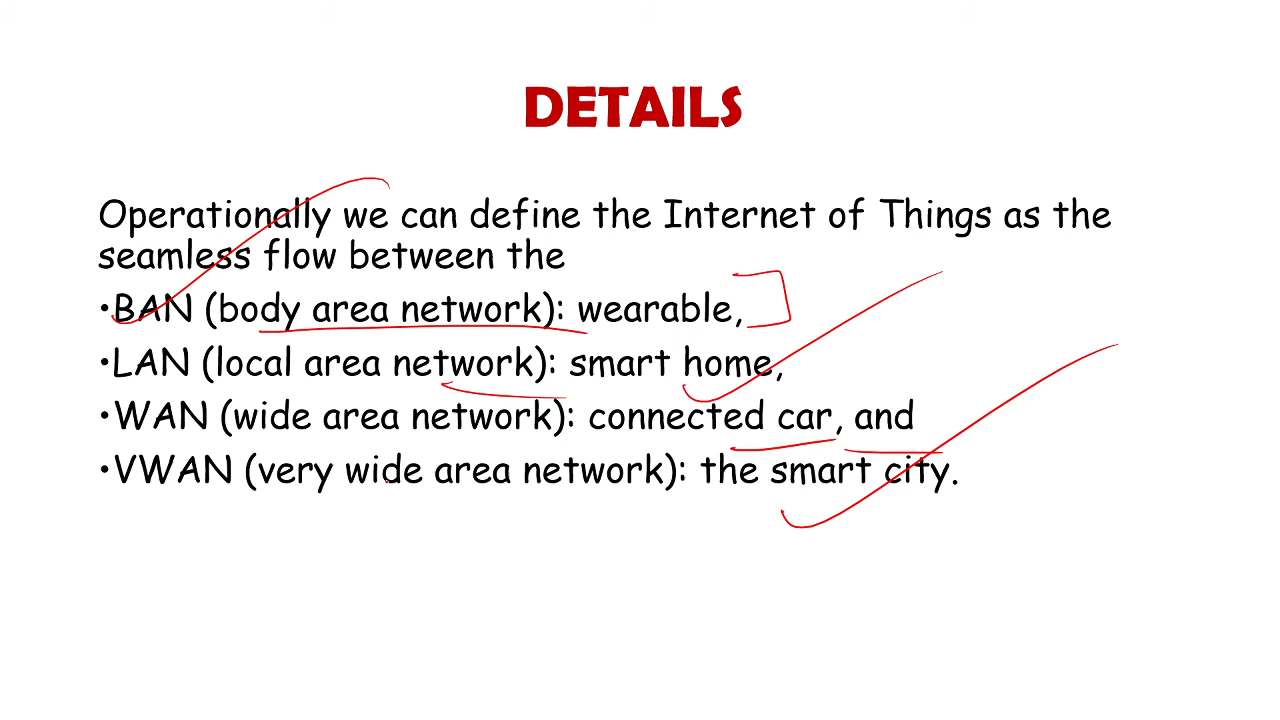 DETAILS
Operationally we can define the Internet of Things as the
seamless flow between the
•BAN (body area network): wearable,
•LAN (local area network): smart home,
•WAN (wide area network): connected car, and
•VWAN (very wide area network): the smart city.